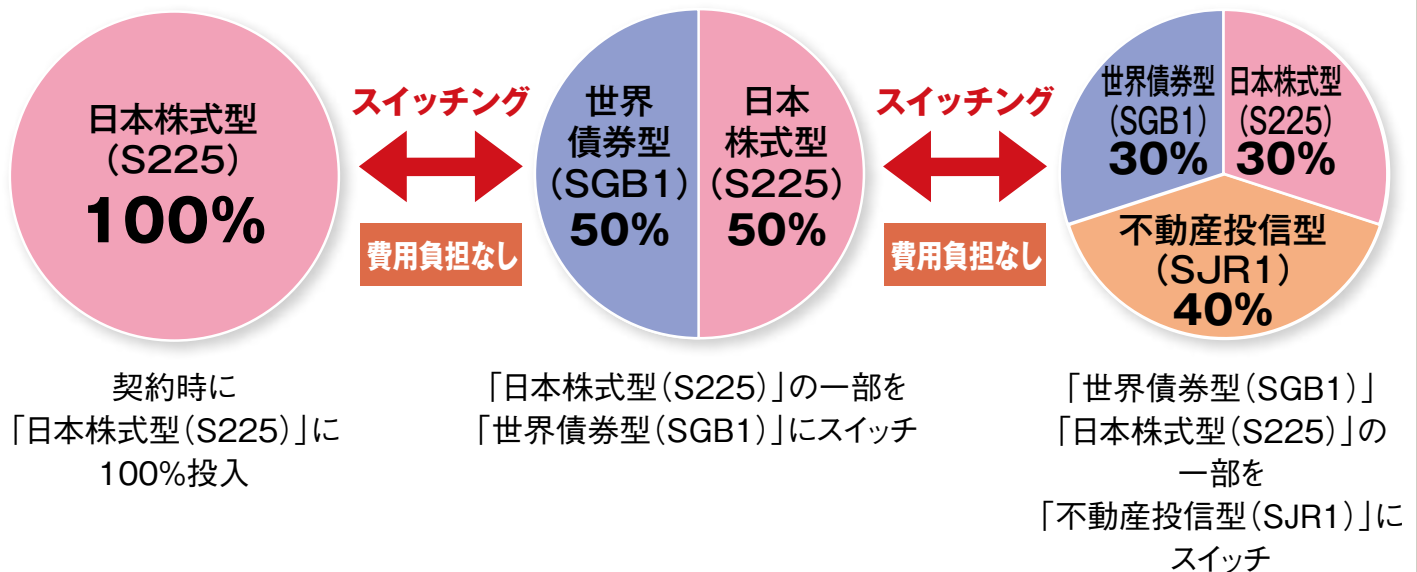 日本株式型
(S225)
100%
スイッチング
費用負担なし
世界
債券型
(SGB1)
50%
日本
株式型
(S225)
50%
スイッチング
費用負担なし
世界債券型
(SGB1)
30%
日本株式型
(S225)
30%
不動産投信型
(SJR1)
40%
契約時に
「日本株式型(S225)」に
100%投入
「日本株式型(S225)」の一部を
「世界債券型(SGB1)」にスイッチ
「世界債券型(SGB1)」
「日本株式型(S225)」の
一部を
「不動産投信型(SJR1)」に
スイッチ